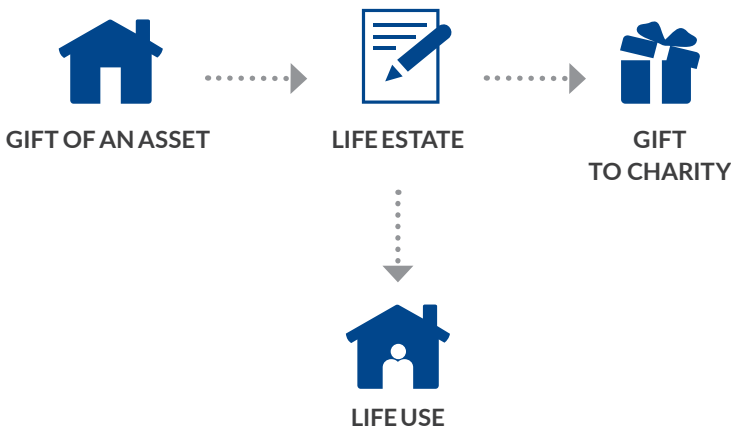 GIFT OF AN ASSET
LIFE ESTATE
GIFT
TO CHARITY
LIFE USE